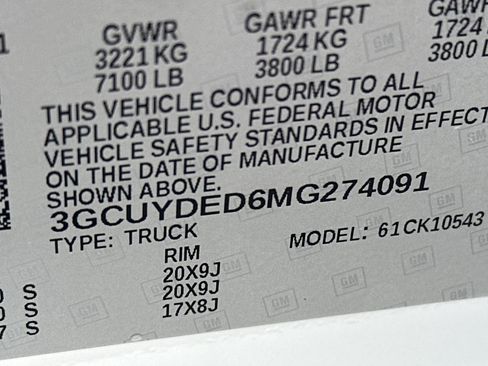 GVWR GAWR FRT GAWR
3221 KG 1724 KG 1724
7100 LB 3800 LB 3800
THIS VEHICLE CONFORMS TO ALL
APPLICABLE U.S. FEDERAL MOTOR
VEHICLE SAFETY STANDARDS IN EFFECT
ON THE DATE OF MANUFACTURE
SHOWN ABOVE.
3GCUYDED6MG274091
TYPE: TRUCK MODEL: 61CK10543
RIM
S 20X9J
S 20X9J
S 17X8J
GM